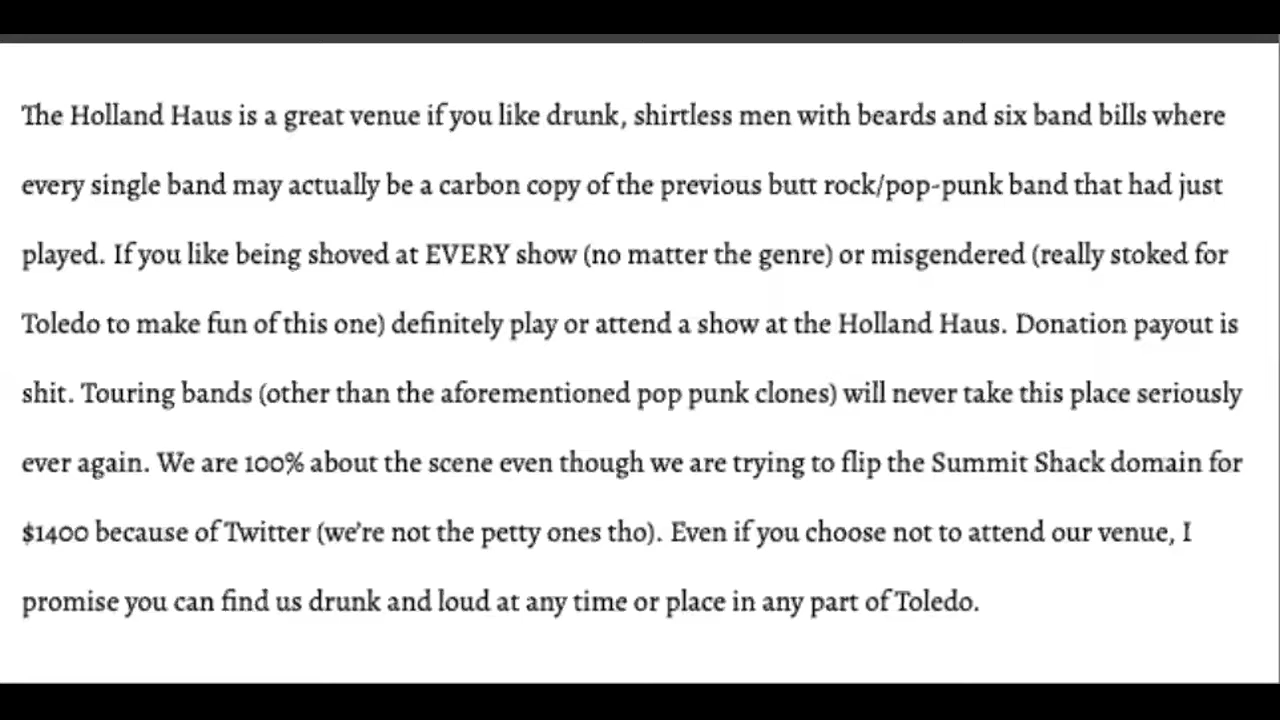 The Holland Haus is a great venue if you like drunk, shirtless men with beards and six band bills where
every single band may actually be a carbon copy of the previous butt rock/pop-punk band that had just
played. If you like being shoved at EVERY show (no matter the genre) or misgendered (really stoked for
Toledo to make fun of this one) definitely play or attend a show at the Holland Haus. Donation payout is
shit. Touring bands (other than the aforementioned pop punk clones) will never take this place seriously
ever again. We are 100% about the scene even though we are trying to flip the Summit Shack domain for
$1400 because of Twitter (we're not the petty ones tho). Even if you choose not to attend our venue, I
promise you can find us drunk and loud at any time or place in any part of Toledo.